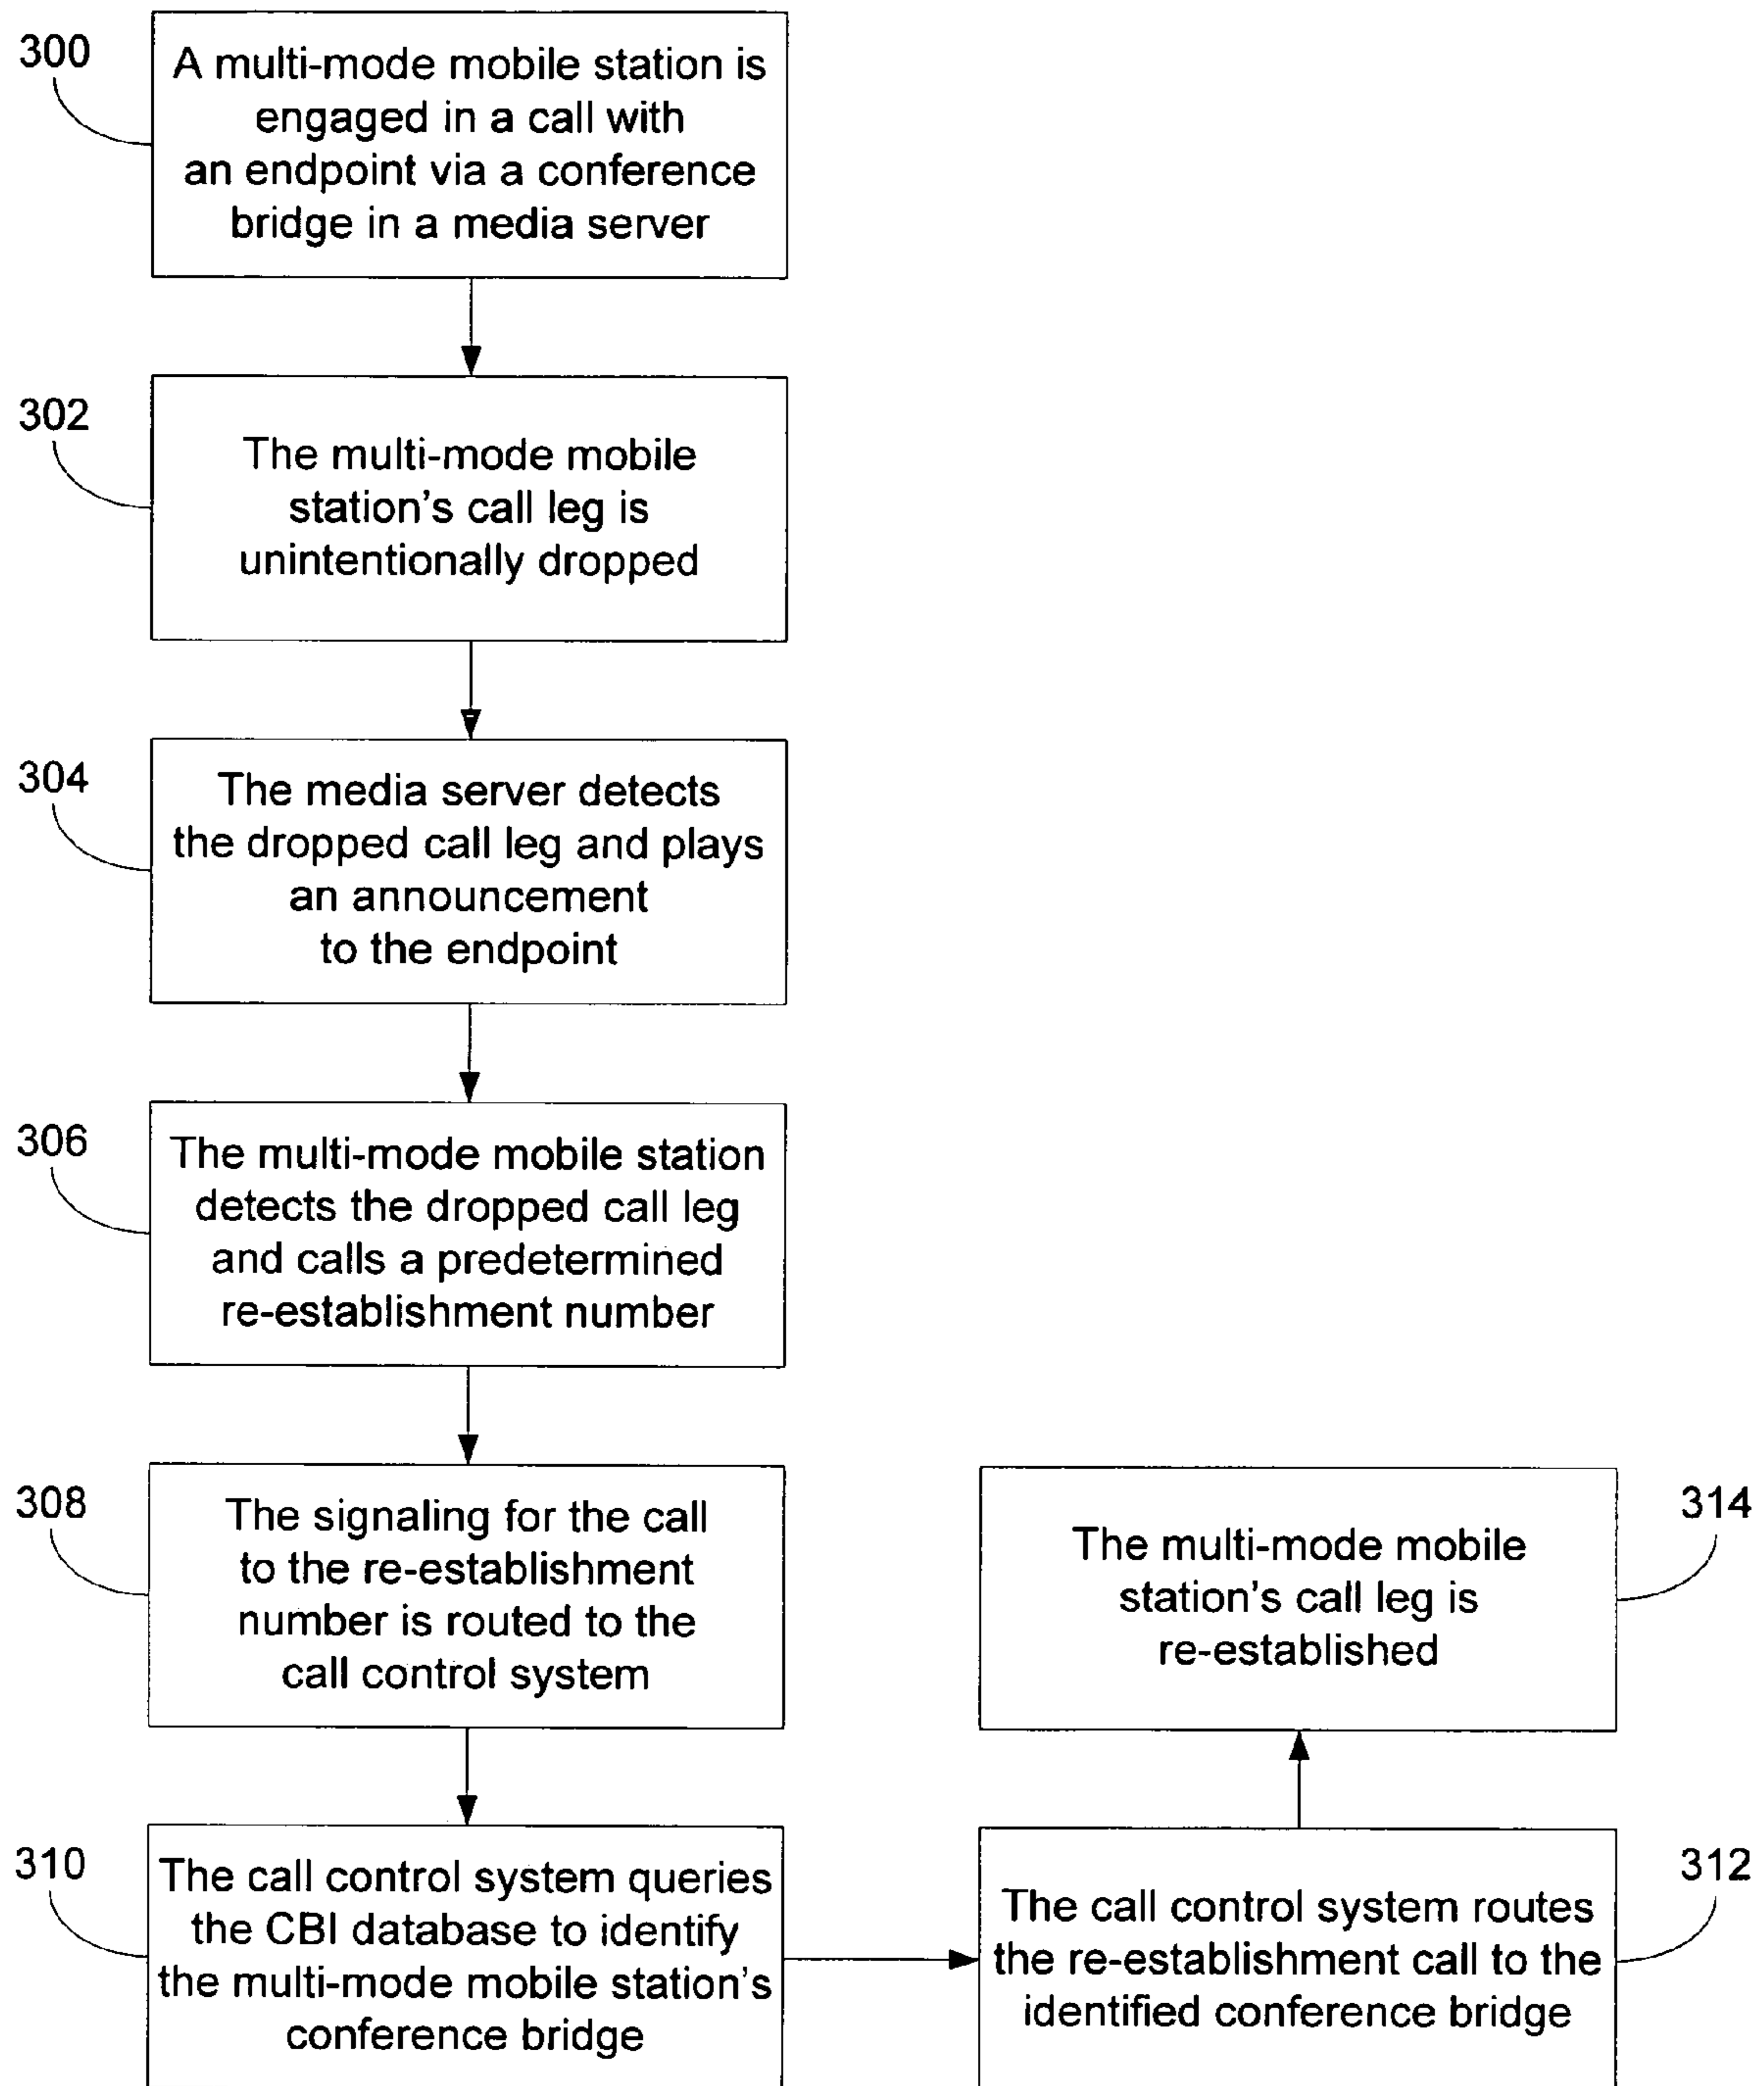 300
A multi-mode mobile station is
engaged in a call with
an endpoint via a conference
bridge in a media server
302
The multi-mode mobile
station's call leg is
unintentionally dropped
304
The media server detects
the dropped call leg and plays
an announcement
to the endpoint
306
The multi-mode mobile station
detects the dropped call leg
and calls a predetermined
re-establishment number
308
The signaling for the call
to the re-establishment
number is routed to the
call control system
310
The call control system queries
the CBI database to identify
the multi-mode mobile station's
conference bridge
312
The call control system routes
the re-establishment call to the
identified conference bridge
314
The multi-mode mobile
station's call leg is
re-established